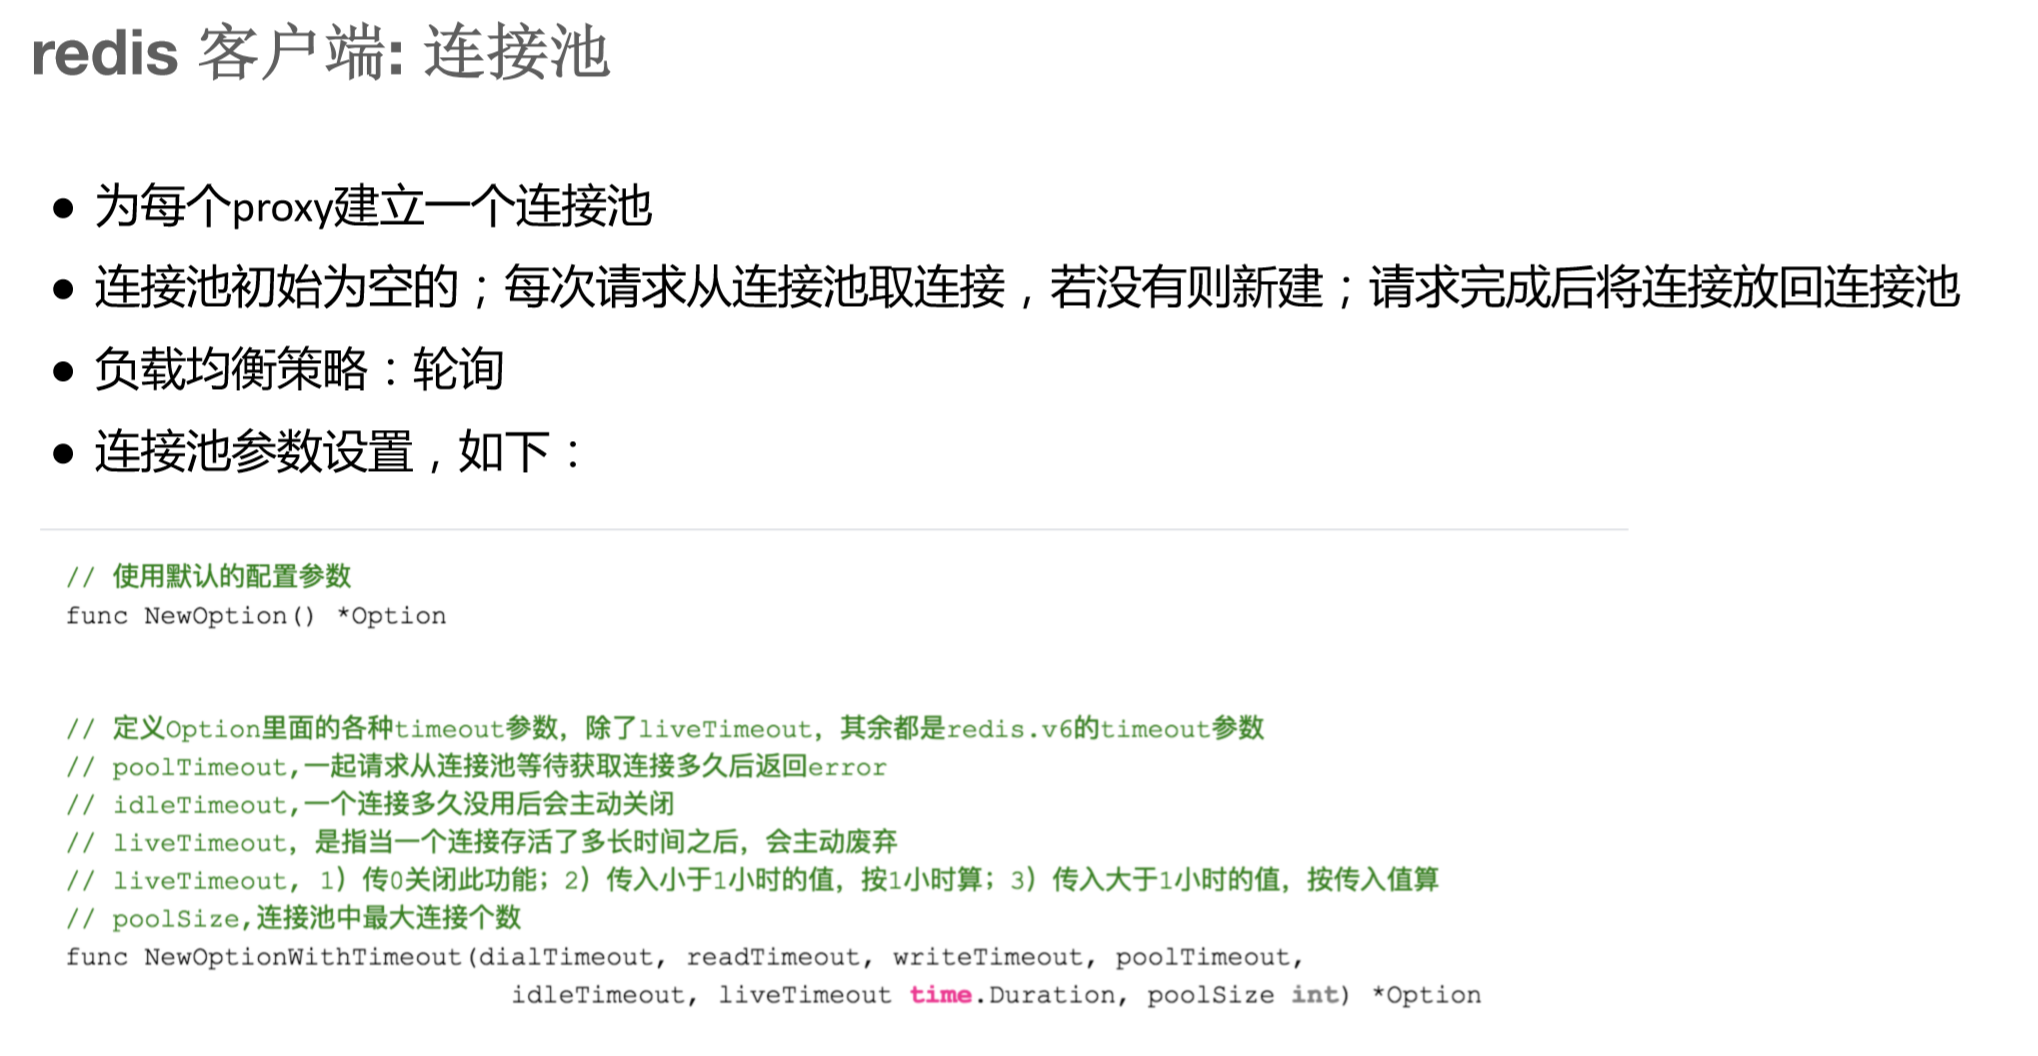 redis 客户端: 连接池
● 为每个proxy建立一个连接池
● 连接池初始为空的；每次请求从连接池取连接，若没有则新建；请求完成后将连接放回连接池
● 负载均衡策略：轮询
● 连接池参数设置，如下：
// 使用默认的配置参数
func NewOption() *Option
// 定义Option里面的各种timeout参数，除了liveTimeout，其余都是redis.v6的timeout参数
// poolTimeout,一起请求从连接池等待获取连接多久后返回error
// idleTimeout,一个连接多久没用后会主动关闭
// liveTimeout，是指当一个连接存活了多长时间之后，会主动废弃
// liveTimeout，1）传0关闭此功能；2）传入小于1小时的值，按1小时算；3）传入大于1小时的值，按传入值算
// poolSize,连接池中最大连接个数
func NewOptionWithTimeout(dialTimeout, readTimeout, writeTimeout, poolTimeout,
idleTimeout, liveTimeout time.Duration, poolSize int) *Option